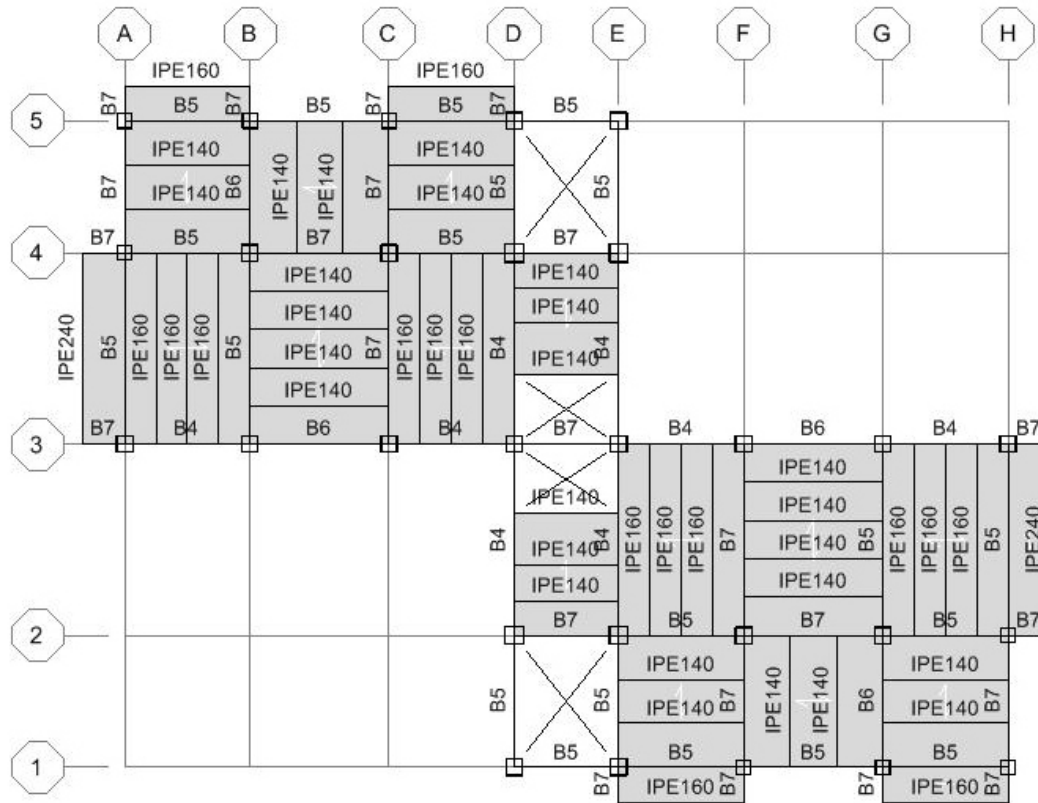 A B C D E F G H
IPE160 IPE160
B7 B5 B7 B5 B5 B7 B5
5
IPE140 IPE140
B7 IPE140 B6 IPE140 IPE140 B7 IPE140 B5 B5
B7 B5 B7 B5 B7
4
IPE140 IPE140
IPE140 IPE140
IPE240 B5 IPE160 IPE160 IPE160 B5 IPE140 B7 IPE160 IPE160 IPE160 B4 IPE140 B4
IPE140
B7 B4 B6 B7 B4 B6 B4 B7
3
IPE140 IPE140
IPE140
B4 IPE140 B4 IPE160 IPE160 IPE160 B7 IPE140 B5 IPE160 IPE160 IPE160 B5 IPE240
IPE140 IPE140
B7 B5 B7 B5 B7
2
IPE140 IPE140
B5 B5 IPE140 B7 IPE140 IPE140 B6 IPE140 B7
B5 B5 B5 B5
1
B7 IPE160 B7 B7 IPE160 B7